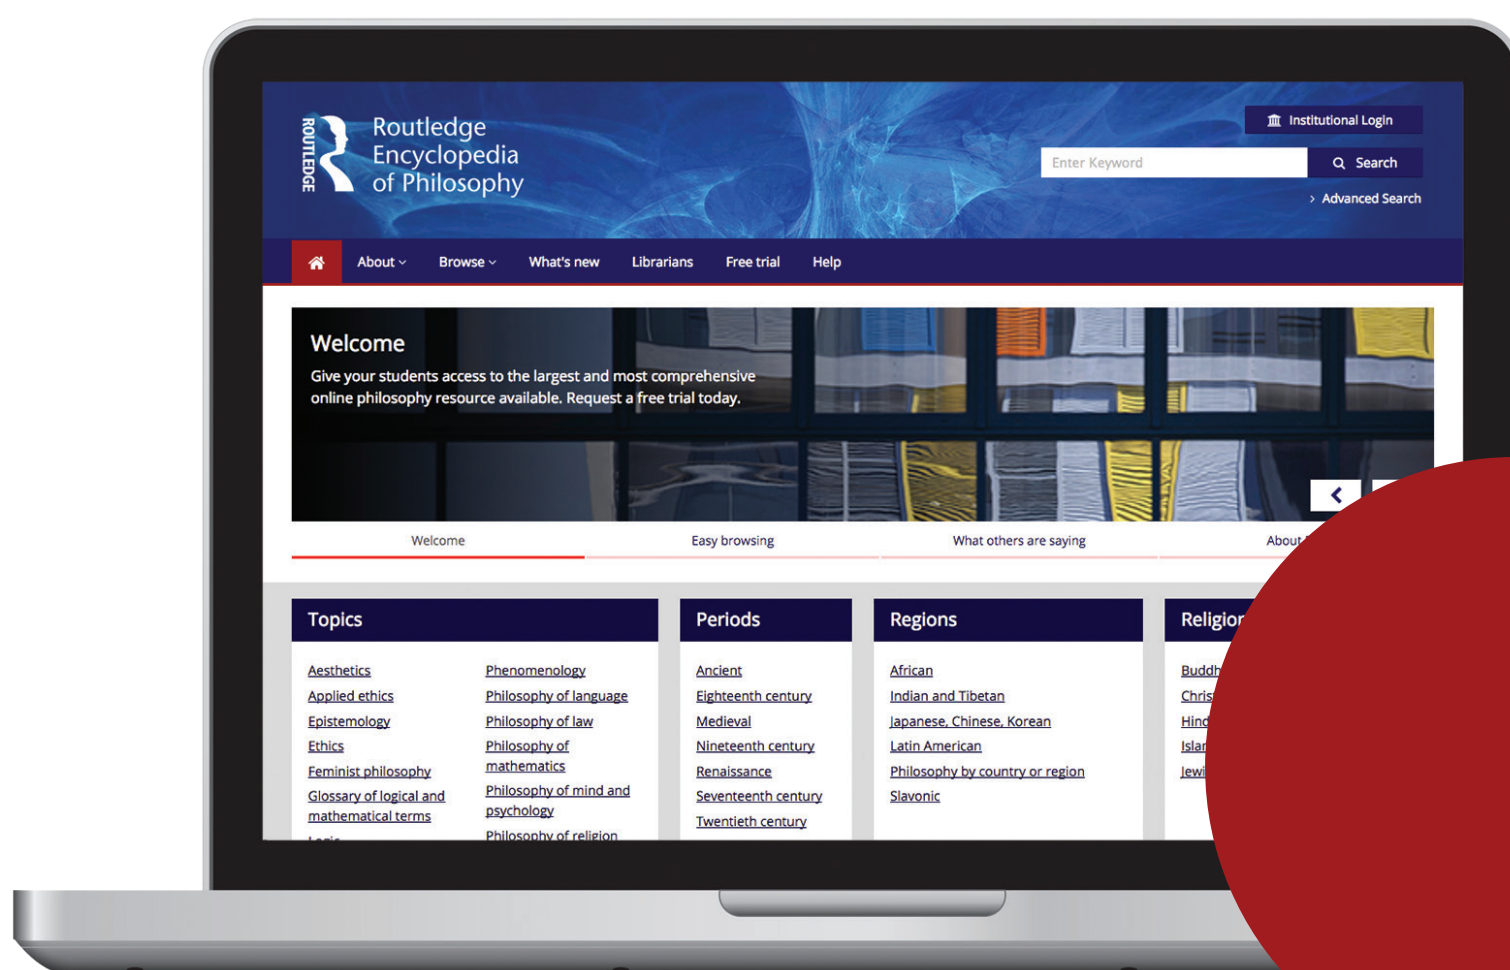 ROUTLEDGE
Routledge
Encyclopedia
of Philosophy
Institutional Login
Enter Keyword
Search
> Advanced Search
About
Browse
What's new
Librarians
Free trial
Help
Welcome
Give your students access to the largest and most comprehensive
online philosophy resource available. Request a free trial today.
Welcome
Easy browsing
What others are saying
About
Topics
Aesthetics
Applied ethics
Epistemology
Ethics
Feminist philosophy
Glossary of logical and
mathematical terms
Phenomenology
Philosophy of language
Philosophy of law
Philosophy of
mathematics
Philosophy of mind and
psychology
Philosophy of religion
Periods
Ancient
Eighteenth century
Medieval
Nineteenth century
Renaissance
Seventeenth century
Twentieth century
Regions
African
Indian and Tibetan
Japanese, Chinese, Korean
Latin American
Philosophy by country or region
Slavonic